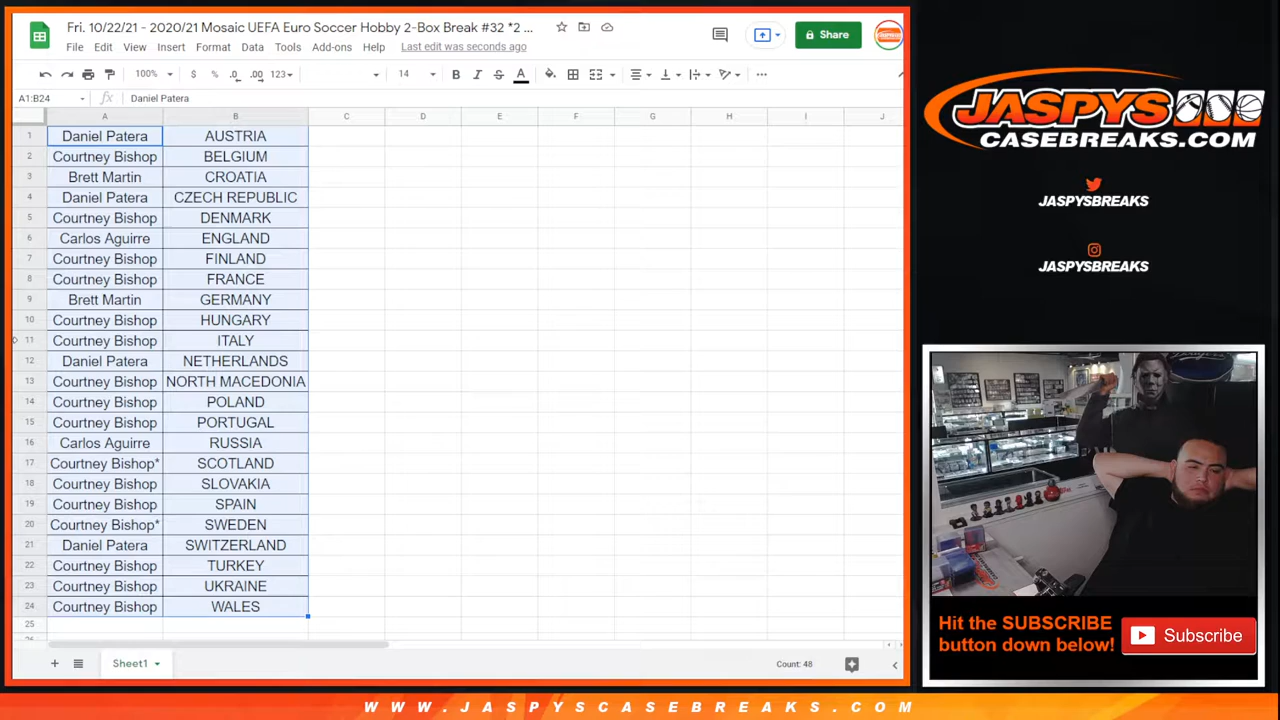 Fri. 10/22/21 - 2020/21 Mosaic UEFA Euro Soccer Hobby 2-Box Break #32 *2 ...
File Edit View Insert Format Data Tools Add-ons Help Last edit was seconds ago
Share
100% $ % .0 .00 123 14 B I S A
A1:B24 fx Daniel Patera
A B C D E F G H I J
1 Daniel Patera AUSTRIA
2 Courtney Bishop BELGIUM
3 Brett Martin CROATIA
4 Daniel Patera CZECH REPUBLIC
5 Courtney Bishop DENMARK
6 Carlos Aguirre ENGLAND
7 Courtney Bishop FINLAND
8 Courtney Bishop FRANCE
9 Brett Martin GERMANY
10 Courtney Bishop HUNGARY
11 Courtney Bishop ITALY
12 Daniel Patera NETHERLANDS
13 Courtney Bishop NORTH MACEDONIA
14 Courtney Bishop POLAND
15 Courtney Bishop PORTUGAL
16 Carlos Aguirre RUSSIA
17 Courtney Bishop* SCOTLAND
18 Courtney Bishop SLOVAKIA
19 Courtney Bishop SPAIN
20 Courtney Bishop* SWEDEN
21 Daniel Patera SWITZERLAND
22 Courtney Bishop TURKEY
23 Courtney Bishop UKRAINE
24 Courtney Bishop WALES
25
Sheet1
Count: 48
JASPYS
CASEBREAKS.COM
JASPYSBREAKS
JASPYSBREAKS
Hit the SUBSCRIBE
button down below!
Subscribe
WWW.JASPYSCASEBREAKS.COM